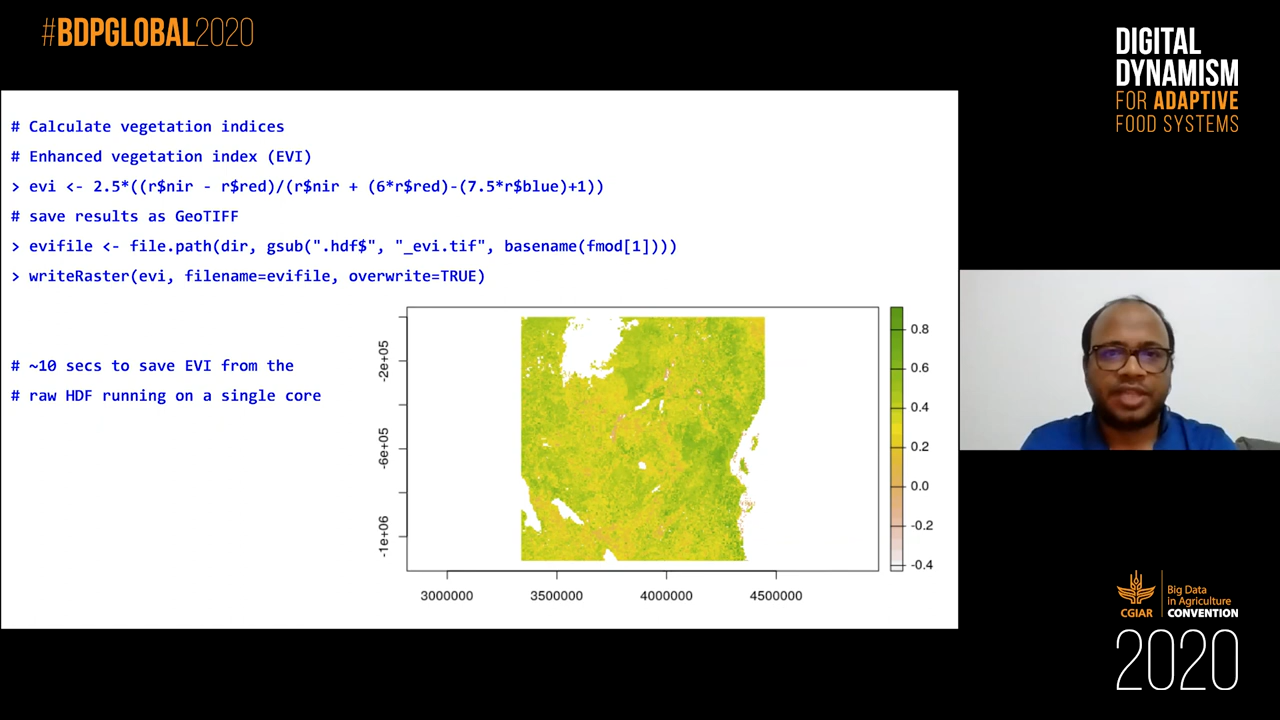 #BDPGLOBAL2020
DIGITAL
DYNAMISM
FOR ADAPTIVE
FOOD SYSTEMS
# Calculate vegetation indices
# Enhanced vegetation index (EVI)
> evi <- 2.5*((r$nir - r$red)/(r$nir + (6*r$red)-(7.5*r$blue)+1))
# save results as GeoTIFF
> evifile <- file.path(dir, gsub(".hdf$", "_evi.tif", basename(fmod[1])))
> writeRaster(evi, filename=evifile, overwrite=TRUE)
# ~10 secs to save EVI from the
# raw HDF running on a single core
-2e+05
-6e+05
-1e+06
3000000 3500000 4000000 4500000
0.8
0.6
0.4
0.2
0.0
-0.2
-0.4
CGIAR
Big Data
in Agriculture
CONVENTION
2020